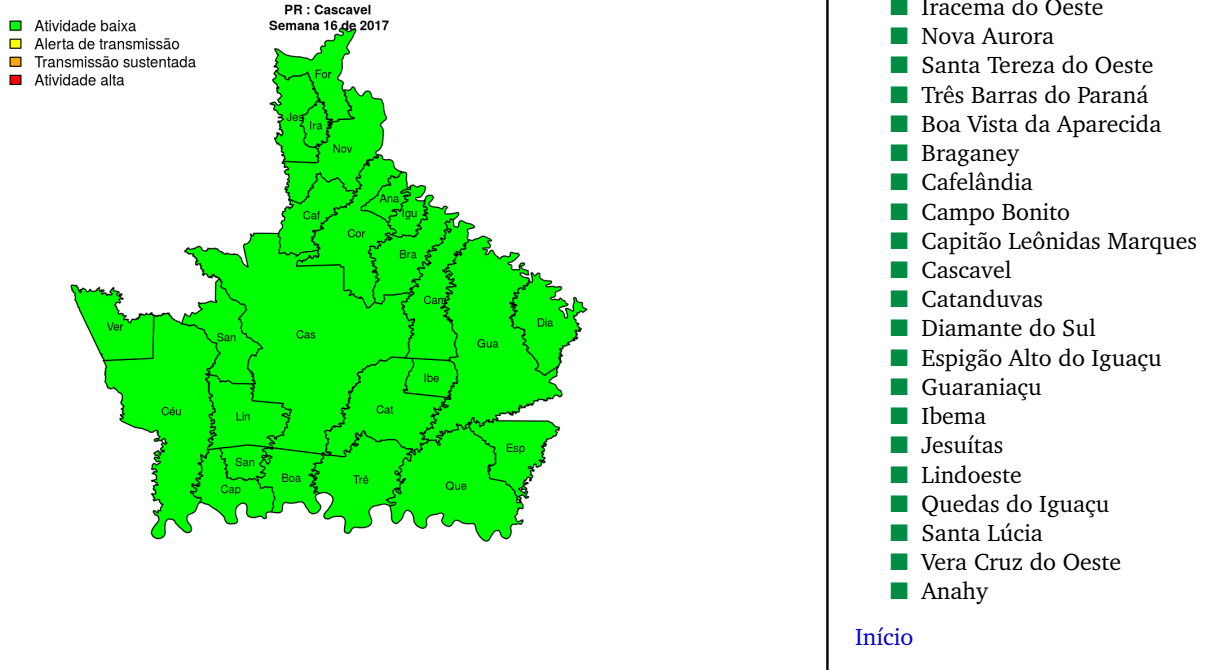 PR : Cascavel
Semana 16 de 2017
Atividade baixa
Alerta de transmissão
Transmissão sustentada
Atividade alta
For
Jes
Ira
Nov
Ana
Igu
Caf
Cor
Bra
Cam
Ver
San
Cas
Gua
Dia
Ibe
Céu
Lin
Cat
San
Esp
Cap
Boa
Trê
Que
Iracema do Oeste
Nova Aurora
Santa Tereza do Oeste
Três Barras do Paraná
Boa Vista da Aparecida
Braganey
Cafelândia
Campo Bonito
Capitão Leônidas Marques
Cascavel
Catanduvas
Diamante do Sul
Espigão Alto do Iguaçu
Guaraniaçu
Ibema
Jesuítas
Lindoeste
Quedas do Iguaçu
Santa Lúcia
Vera Cruz do Oeste
Anahy
Início